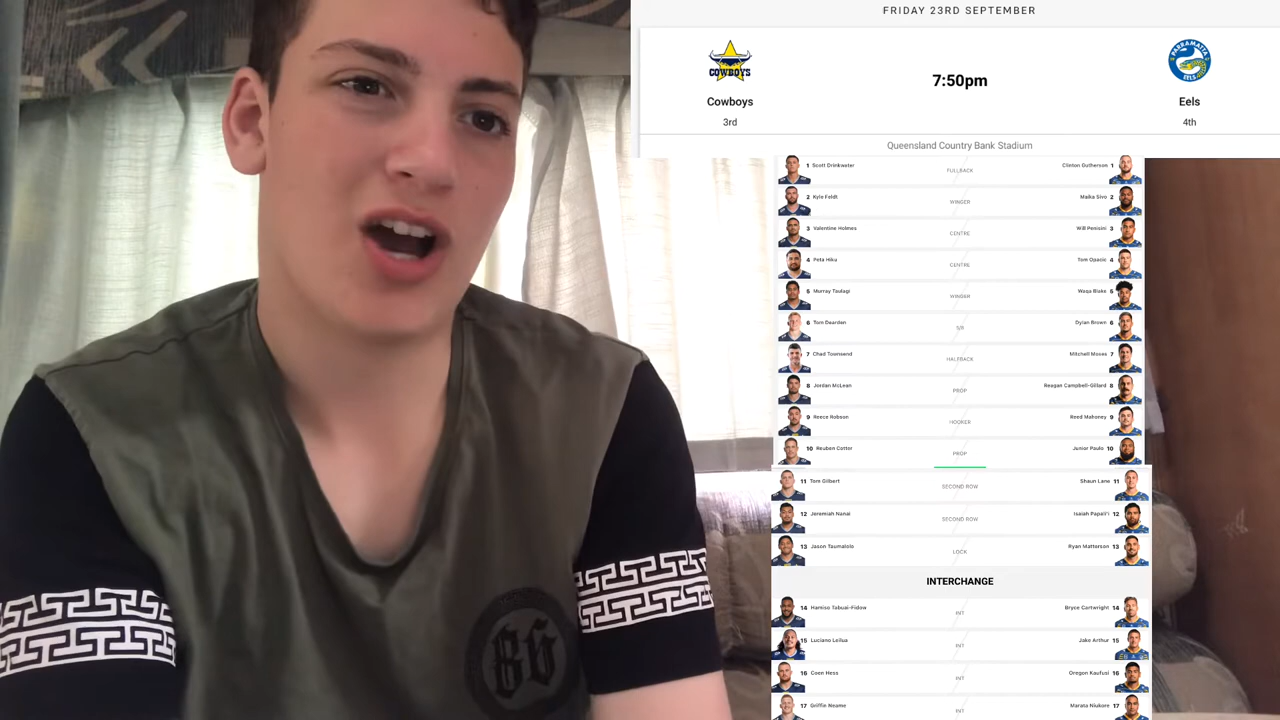 FRIDAY 23RD SEPTEMBER
COWBOYS
Cowboys
3rd
7:50pm
PARRAMATTA
EELS
Eels
4th
Queensland Country Bank Stadium
1 Scott Drinkwater FULLBACK Clinton Gutherson 1
2 Kyle Feldt WINGER Maika Sivo 2
3 Valentine Holmes CENTRE Will Penisini 3
4 Peta Hiku CENTRE Tom Opacic 4
5 Murray Taulagi WINGER Waqa Blake 5
6 Tom Dearden 5/8 Dylan Brown 6
7 Chad Townsend HALFBACK Mitchell Moses 7
8 Jordan McLean PROP Reagan Campbell-Gillard 8
9 Reece Robson HOOKER Reed Mahoney 9
10 Reuben Cotter PROP Junior Paulo 10
11 Tom Gilbert SECOND ROW Shaun Lane 11
12 Jeremiah Nanai SECOND ROW Isaiah Papali'i 12
13 Jason Taumalolo LOCK Ryan Matterson 13
INTERCHANGE
14 Hamiso Tabuai-Fidow INT Bryce Cartwright 14
15 Luciano Leilua INT Jake Arthur 15
16 Coen Hess INT Oregon Kaufusi 16
17 Griffin Neame INT Marata Niukore 17